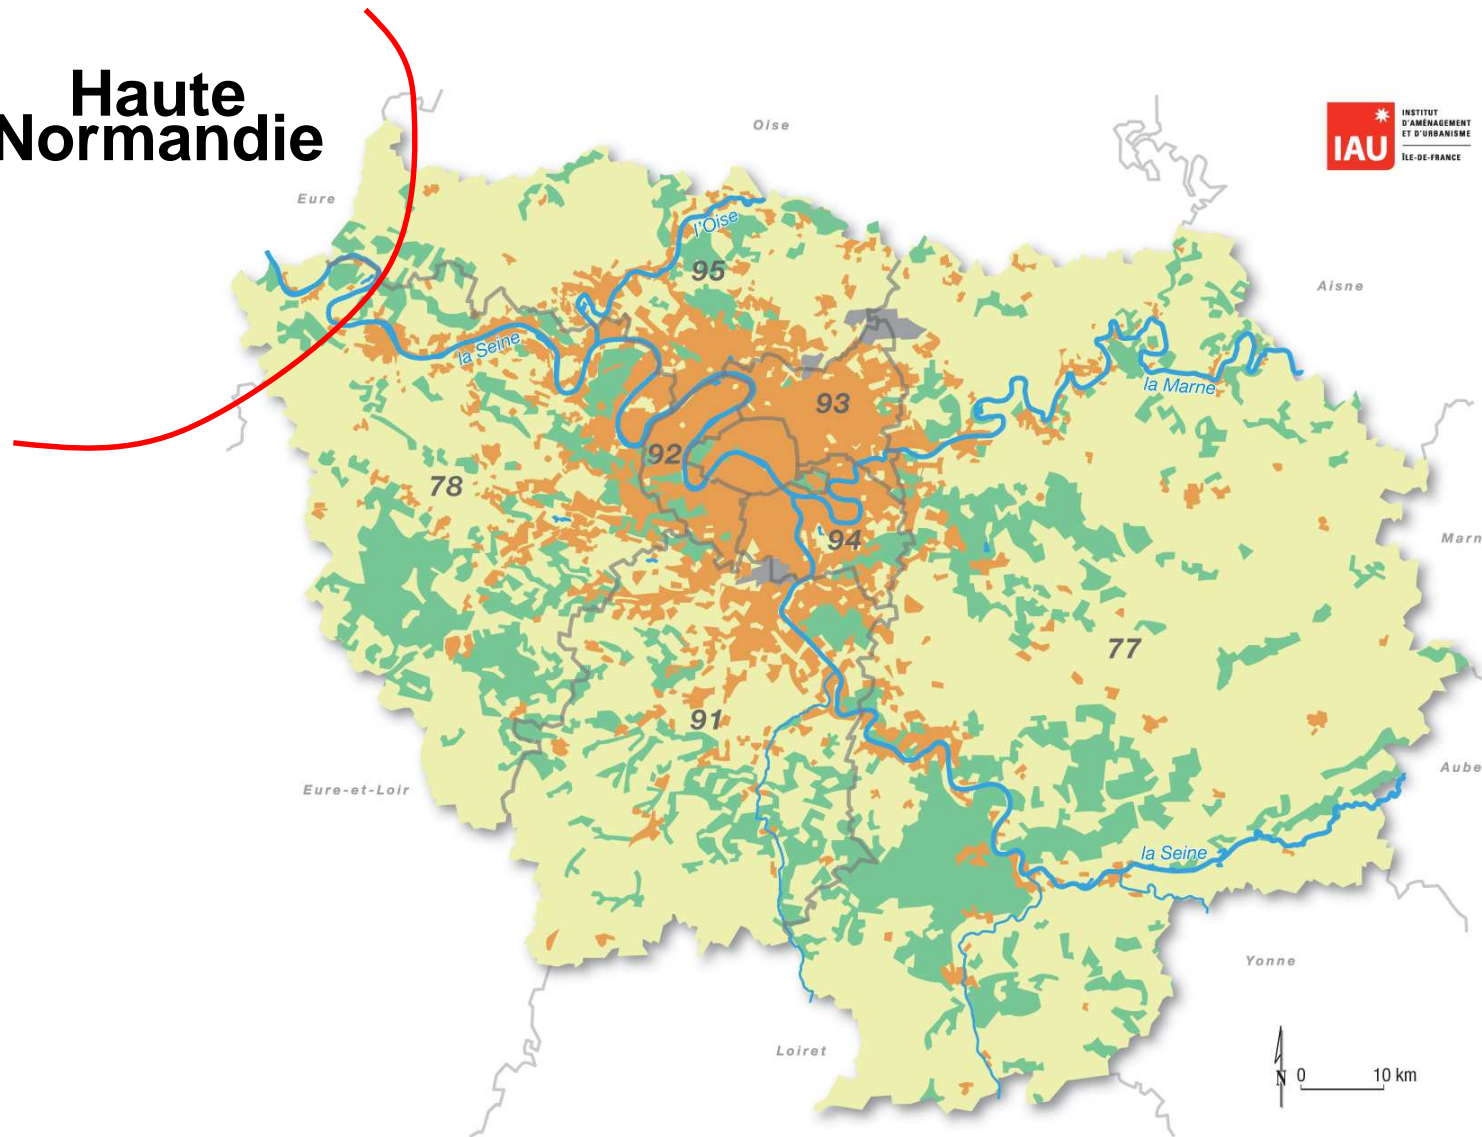 Haute
Normandie
Oise
IAU
INSTITUT
D'AMÉNAGEMENT
ET D'URBANISME
ÎLE-DE-FRANCE
Eure
l'Oise
95
Aisne
la Seine
la Marne
93
92
78
94
Marn
77
91
Aube
Eure-et-Loir
la Seine
Yonne
Loiret
N 0 10 km